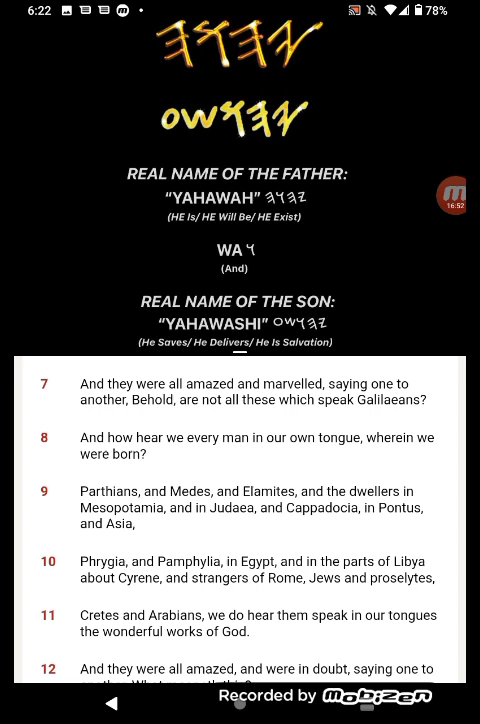 6:22 78%
𐤉𐤄𐤅𐤄
𐤉𐤄𐤅𐤔𐤏
REAL NAME OF THE FATHER:
“YAHAWAH” 𐤉𐤄𐤅𐤄
(HE Is/ HE Will Be/ HE Exist)
16:52
WA 𐤅
(And)
REAL NAME OF THE SON:
“YAHAWASHI” 𐤉𐤄𐤅𐤔𐤏
(He Saves/ He Delivers/ He Is Salvation)
7 And they were all amazed and marvelled, saying one to
another, Behold, are not all these which speak Galilaeans?
8 And how hear we every man in our own tongue, wherein we
were born?
9 Parthians, and Medes, and Elamites, and the dwellers in
Mesopotamia, and in Judaea, and Cappadocia, in Pontus,
and Asia,
10 Phrygia, and Pamphylia, in Egypt, and in the parts of Libya
about Cyrene, and strangers of Rome, Jews and proselytes,
11 Cretes and Arabians, we do hear them speak in our tongues
the wonderful works of God.
12 And they were all amazed, and were in doubt, saying one to
Recorded by Mobizen